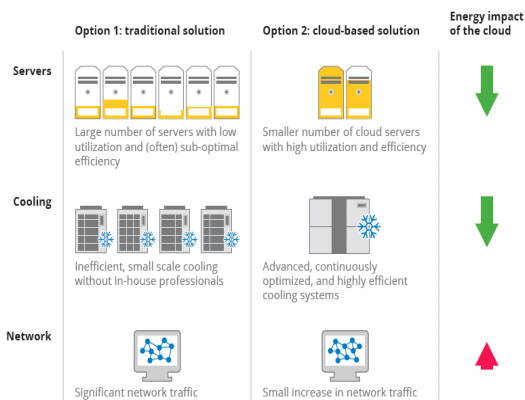 Energy impact
of the cloud
Option 1: traditional solution
Option 2: cloud-based solution
Servers
Large number of servers with low
utilization and (often) sub-optimal
efficiency
Smaller number of cloud servers
with high utilization and efficiency
Cooling
Inefficient, small scale cooling
without in-house professionals
Advanced, continuously
optimized, and highly efficient
cooling systems
Network
Significant network traffic
Small increase in network traffic